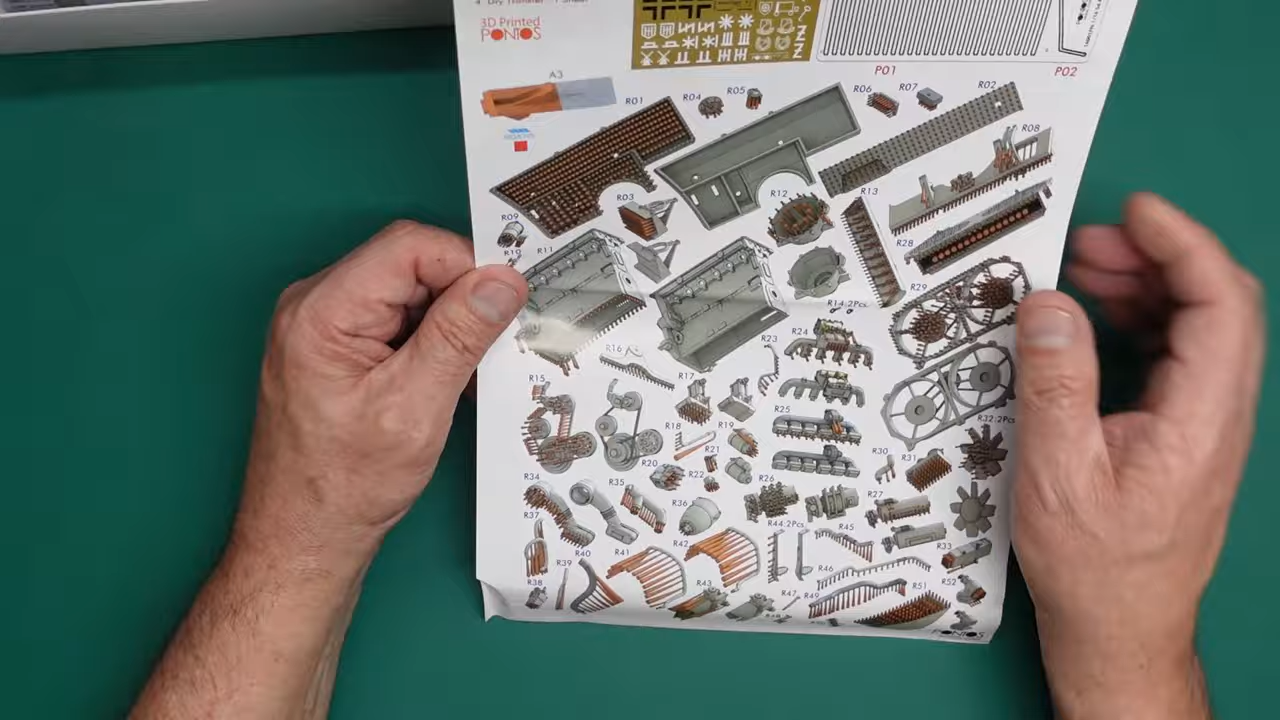 3D Printed
PONTOS
P01
P02
A3
R01
R04
R05
R06
R07
R02
R08
R03
R12
R13
R09
R10
R11
R28
R14:2Pcs
R29
R24
R23
R16
R15
R17
R25
R18
R19
R32:2Pcs
R21
R20
R22
R30
R31
R26
R27
R34
R35
R36
R37
R44:2Pcs
R45
R33
R42
R41
R40
R39
R38
R46
R43
R47
R49
R51
R52
PONTOS